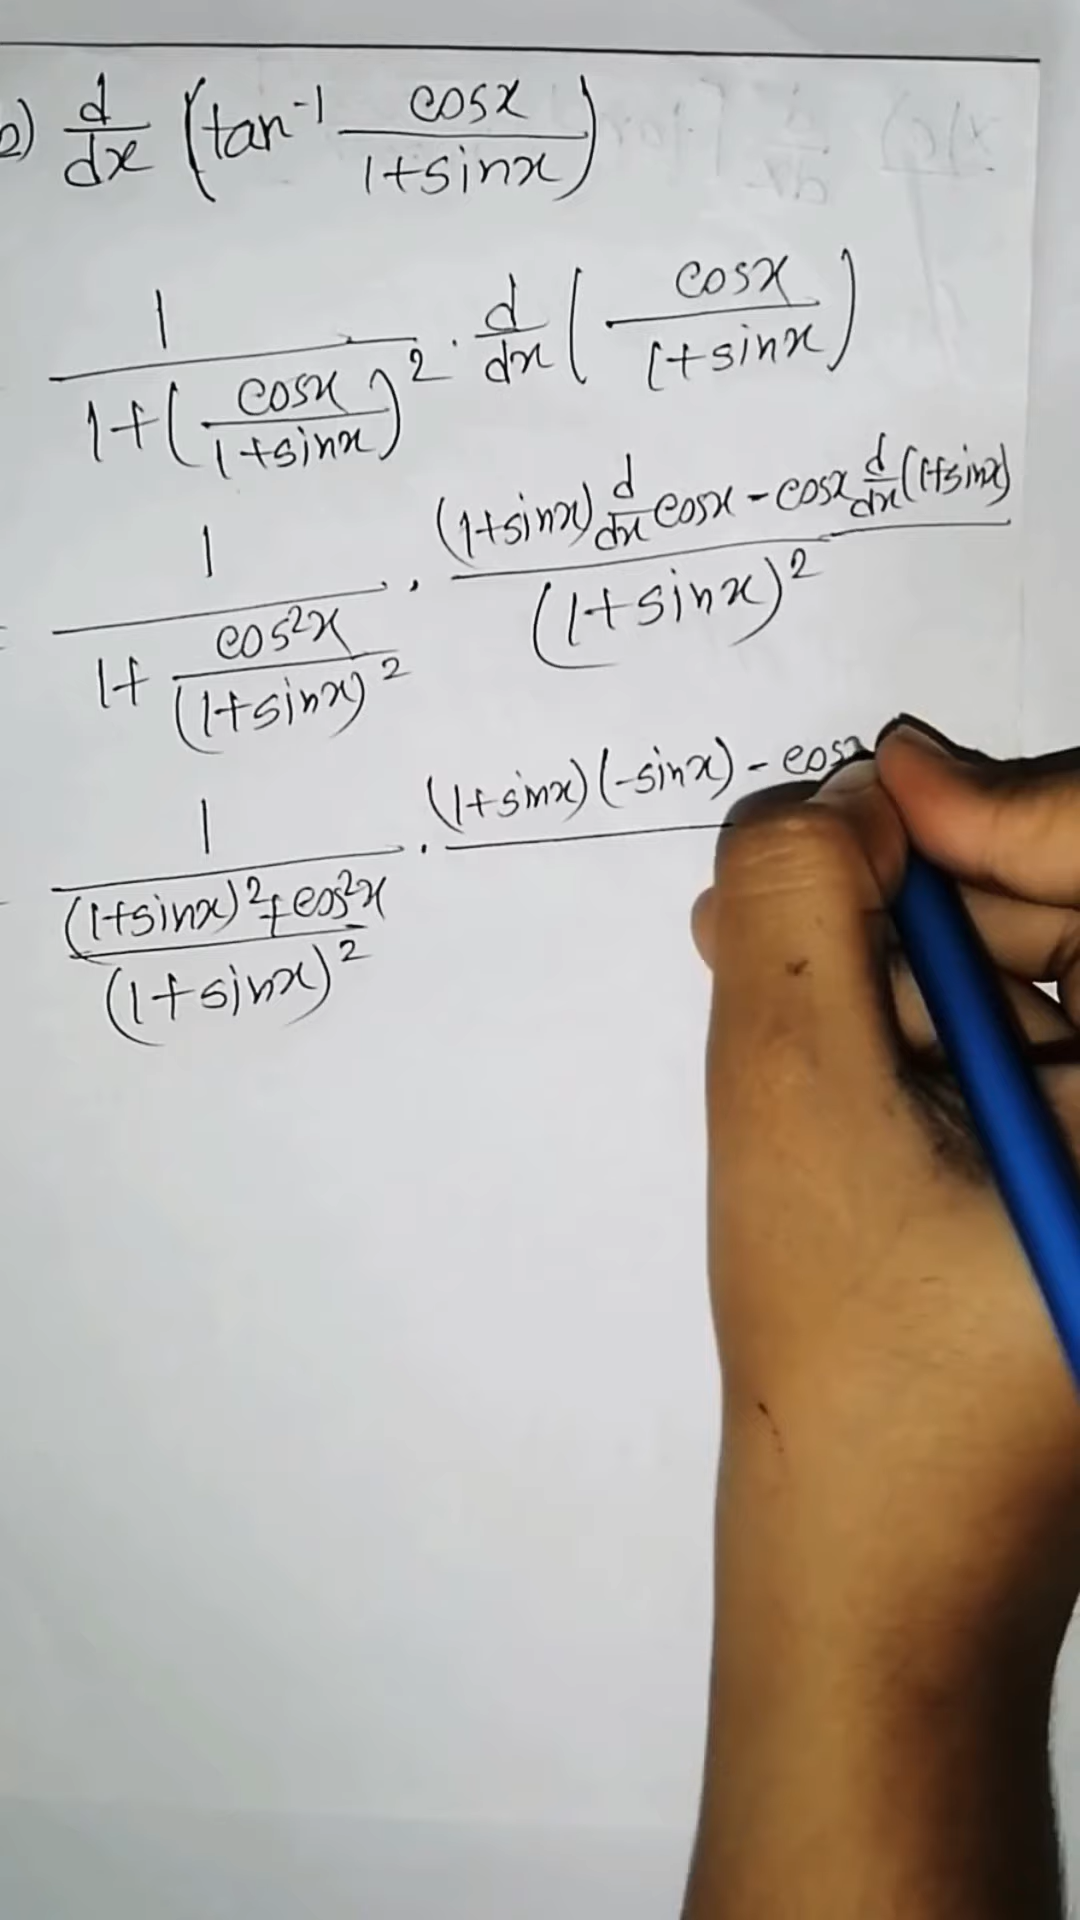 b) d/dx (tan⁻¹ cosx/(1+sinx))
1/(1+(cosx/(1+sinx))²) · d/dx (cosx/(1+sinx))
= 1/(1+cos²x/(1+sinx)²) · ((1+sinx) d/dx cosx - cosx d/dx (1+sinx))/(1+sinx)²
1/(((1+sinx)²+cos²x)/(1+sinx)²) · (1+sinx)(-sinx) - cosx